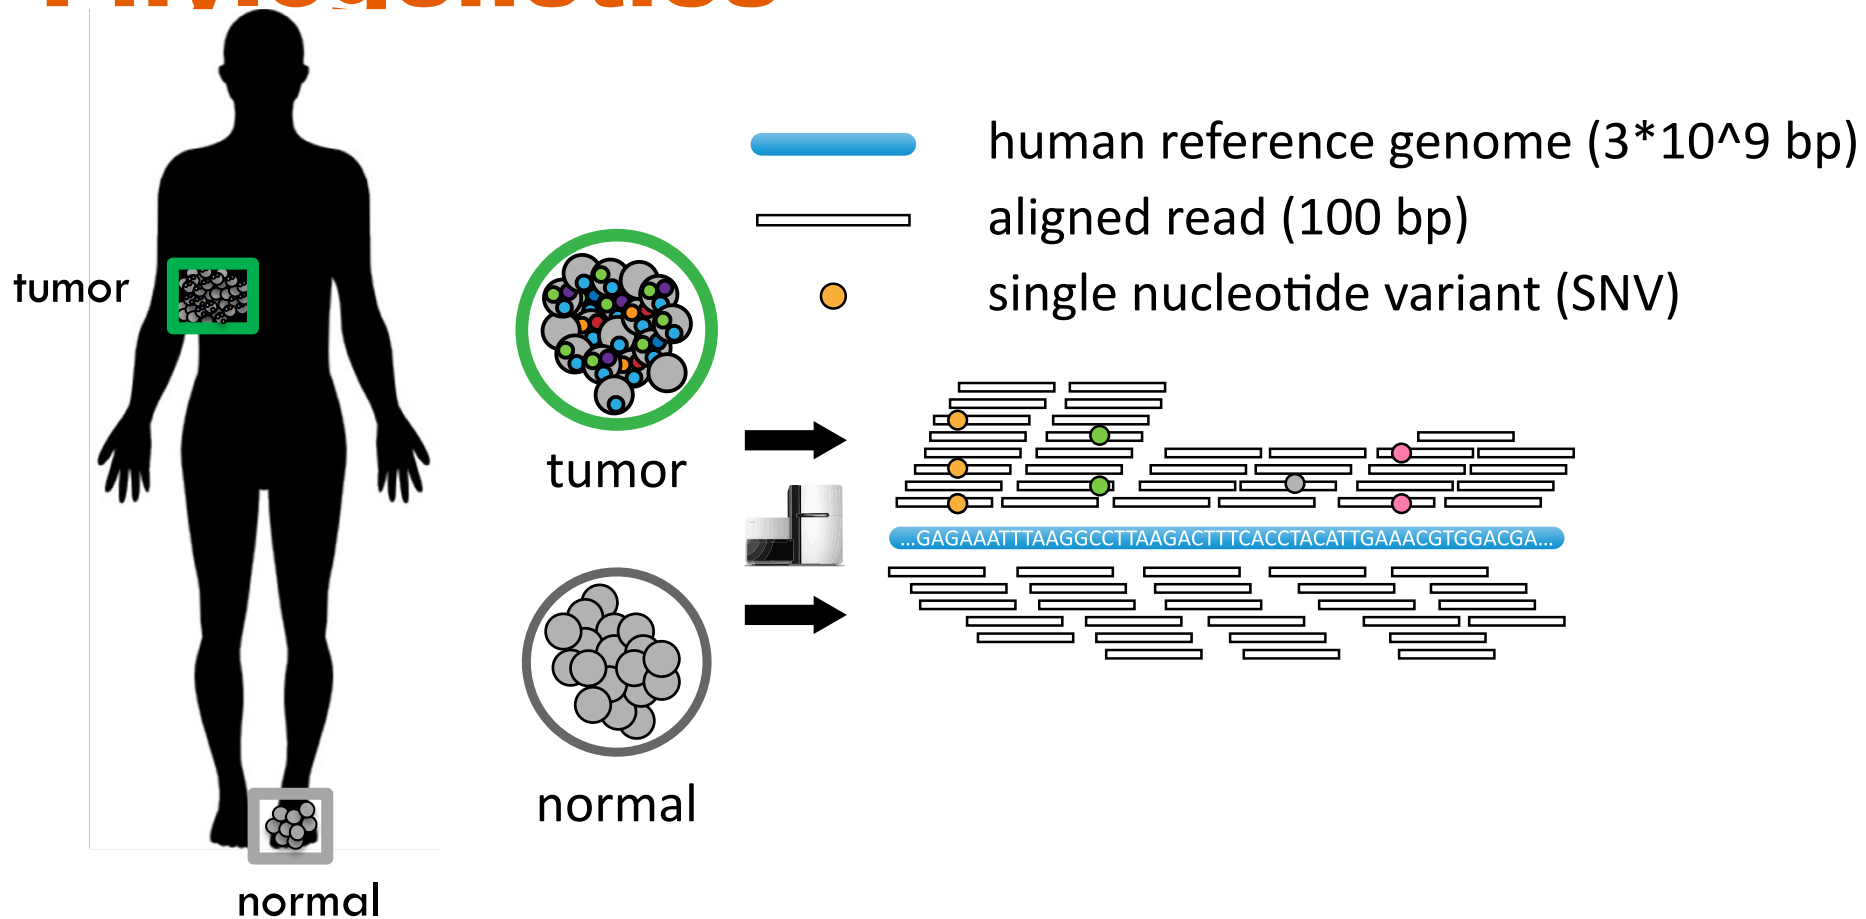 Phylogenetics
human reference genome (3*10^9 bp)
aligned read (100 bp)
single nucleotide variant (SNV)
tumor
tumor
...GAGAAATTTAAGGCCTTAAGACTTTCACCTACATTGAAACGTGGACGA...
normal
normal